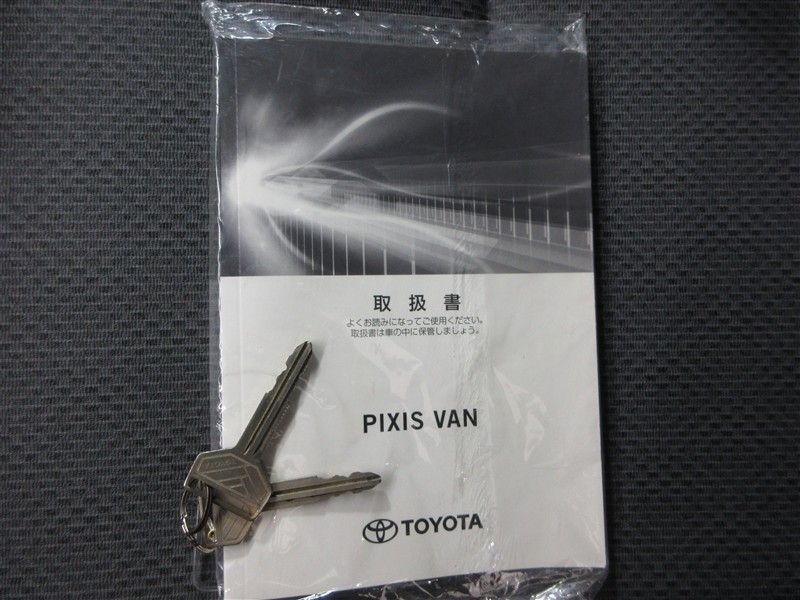 取扱書
よくお読みになってご使用ください。
取扱書は車の中に保管しましょう。
PIXIS VAN
TOYOTA